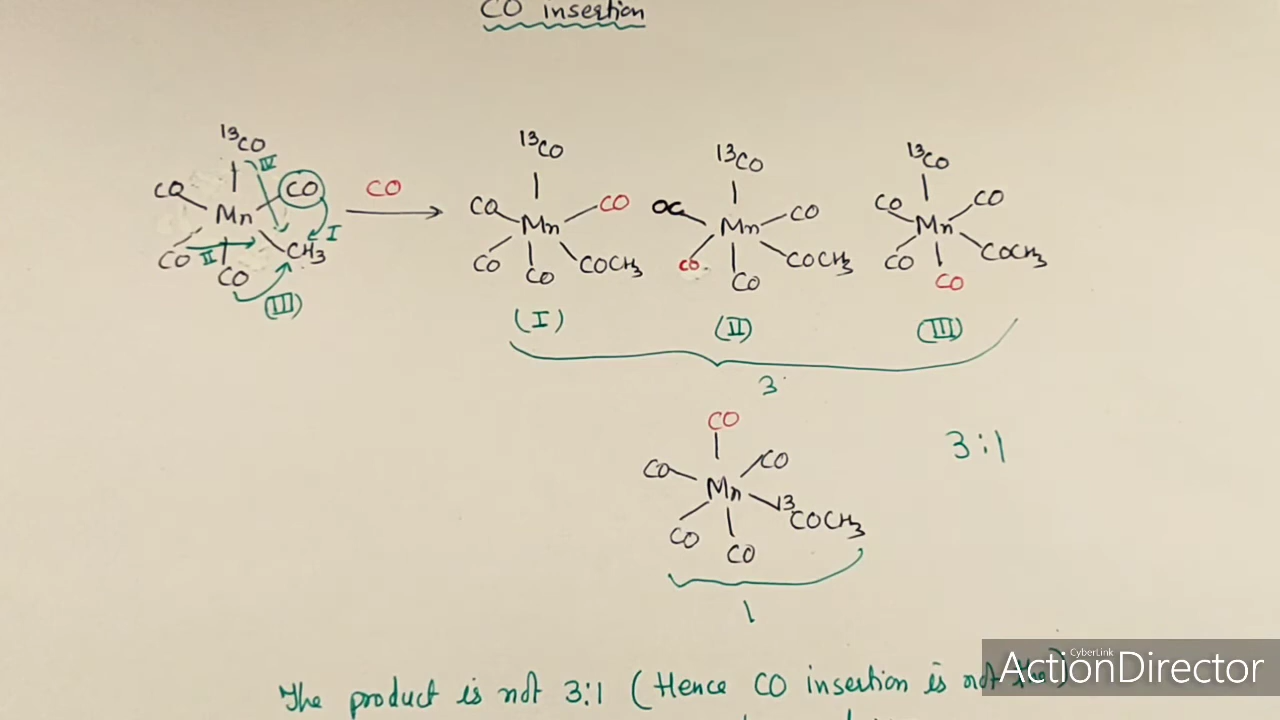 CO insertion
13CO
CO
CO
IV
Mn
CO
II
CO
CH3
I
(III)
CO
13CO
CO
CO
Mn
CO
CO
COCH3
(I)
13CO
OC
CO
Mn
CO
CO
COCH3
(II)
13CO
CO
CO
Mn
CO
CO
COCH3
(III)
3
CO
CO
CO
Mn
CO
CO
13COCH3
1
3:1
The product is not 3:1 (Hence CO insertion is not the)
CyberLink
ActionDirector